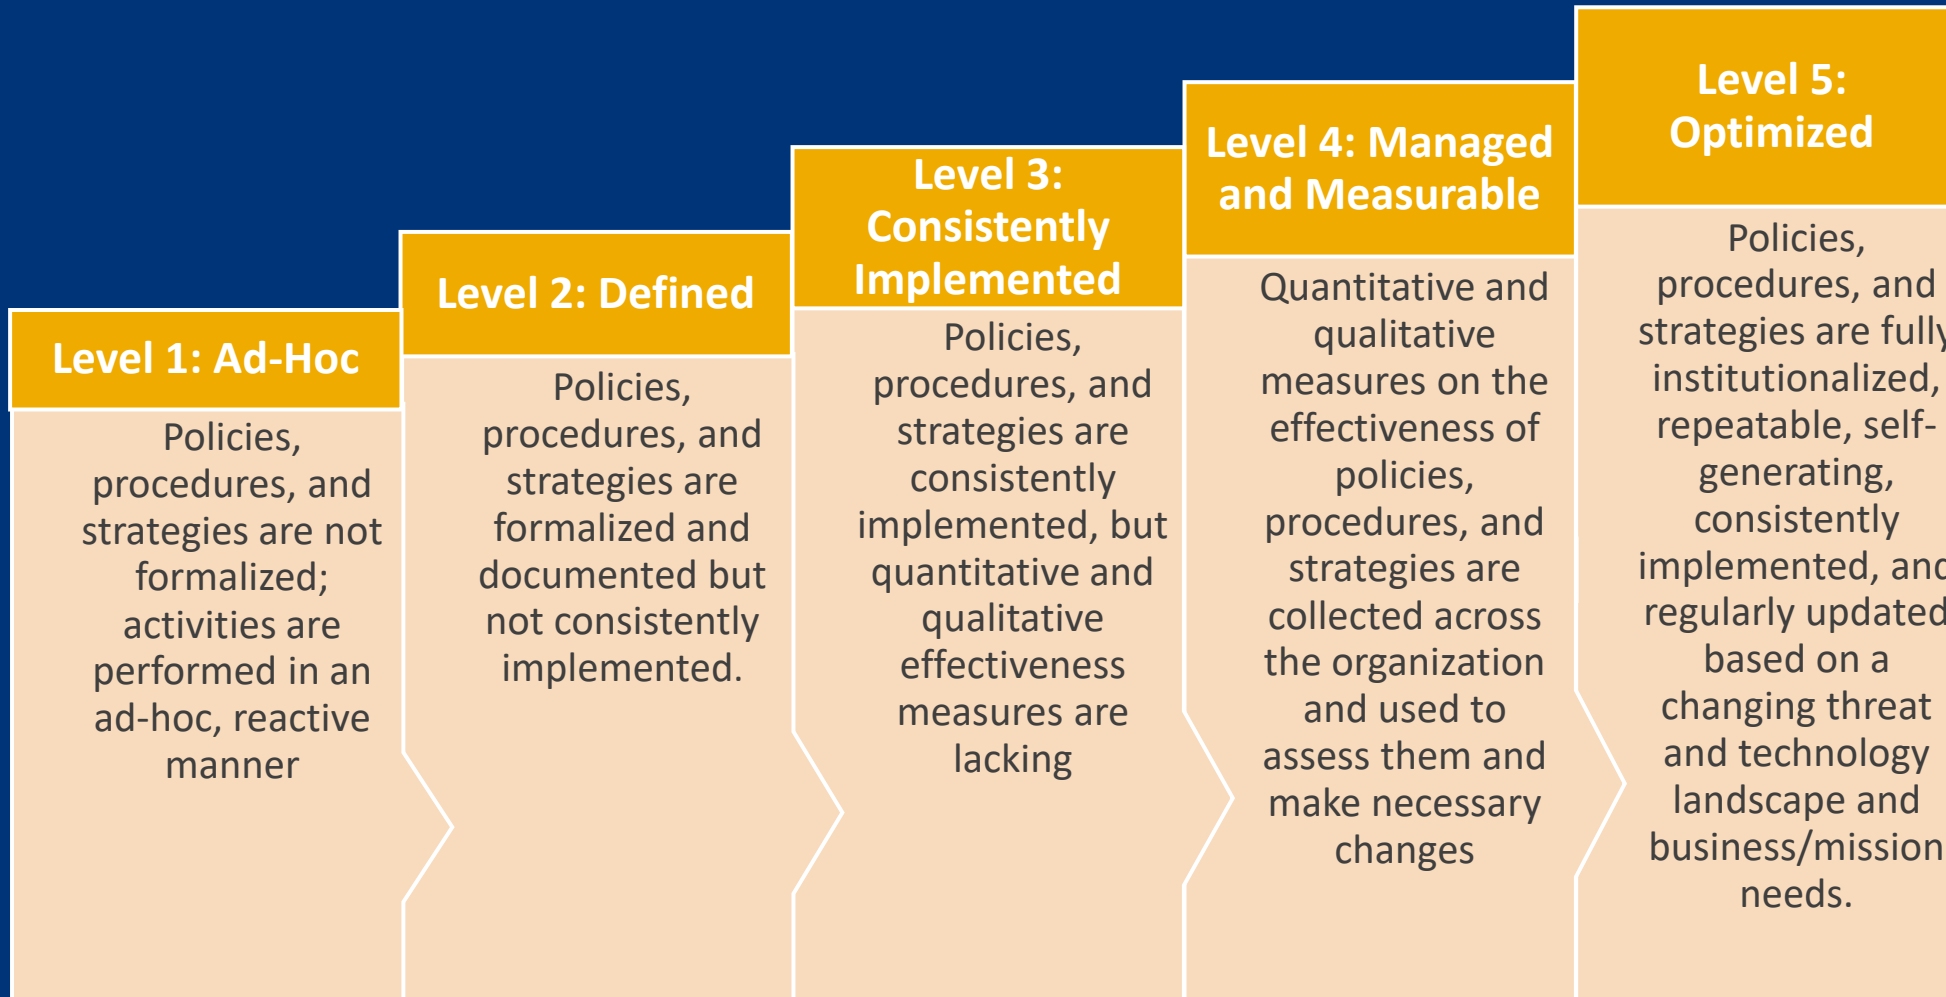 Level 1: Ad-Hoc
Policies,
procedures, and
strategies are not
formalized;
activities are
performed in an
ad-hoc, reactive
manner
Level 2: Defined
Policies,
procedures, and
strategies are
formalized and
documented but
not consistently
implemented.
Level 3:
Consistently
Implemented
Policies,
procedures, and
strategies are
consistently
implemented, but
quantitative and
qualitative
effectiveness
measures are
lacking
Level 4: Managed
and Measurable
Quantitative and
qualitative
measures on the
effectiveness of
policies,
procedures, and
strategies are
collected across
the organization
and used to
assess them and
make necessary
changes
Level 5:
Optimized
Policies,
procedures, and
strategies are fully
institutionalized,
repeatable, self-
generating,
consistently
implemented, and
regularly updated
based on a
changing threat
and technology
landscape and
business/mission
needs.